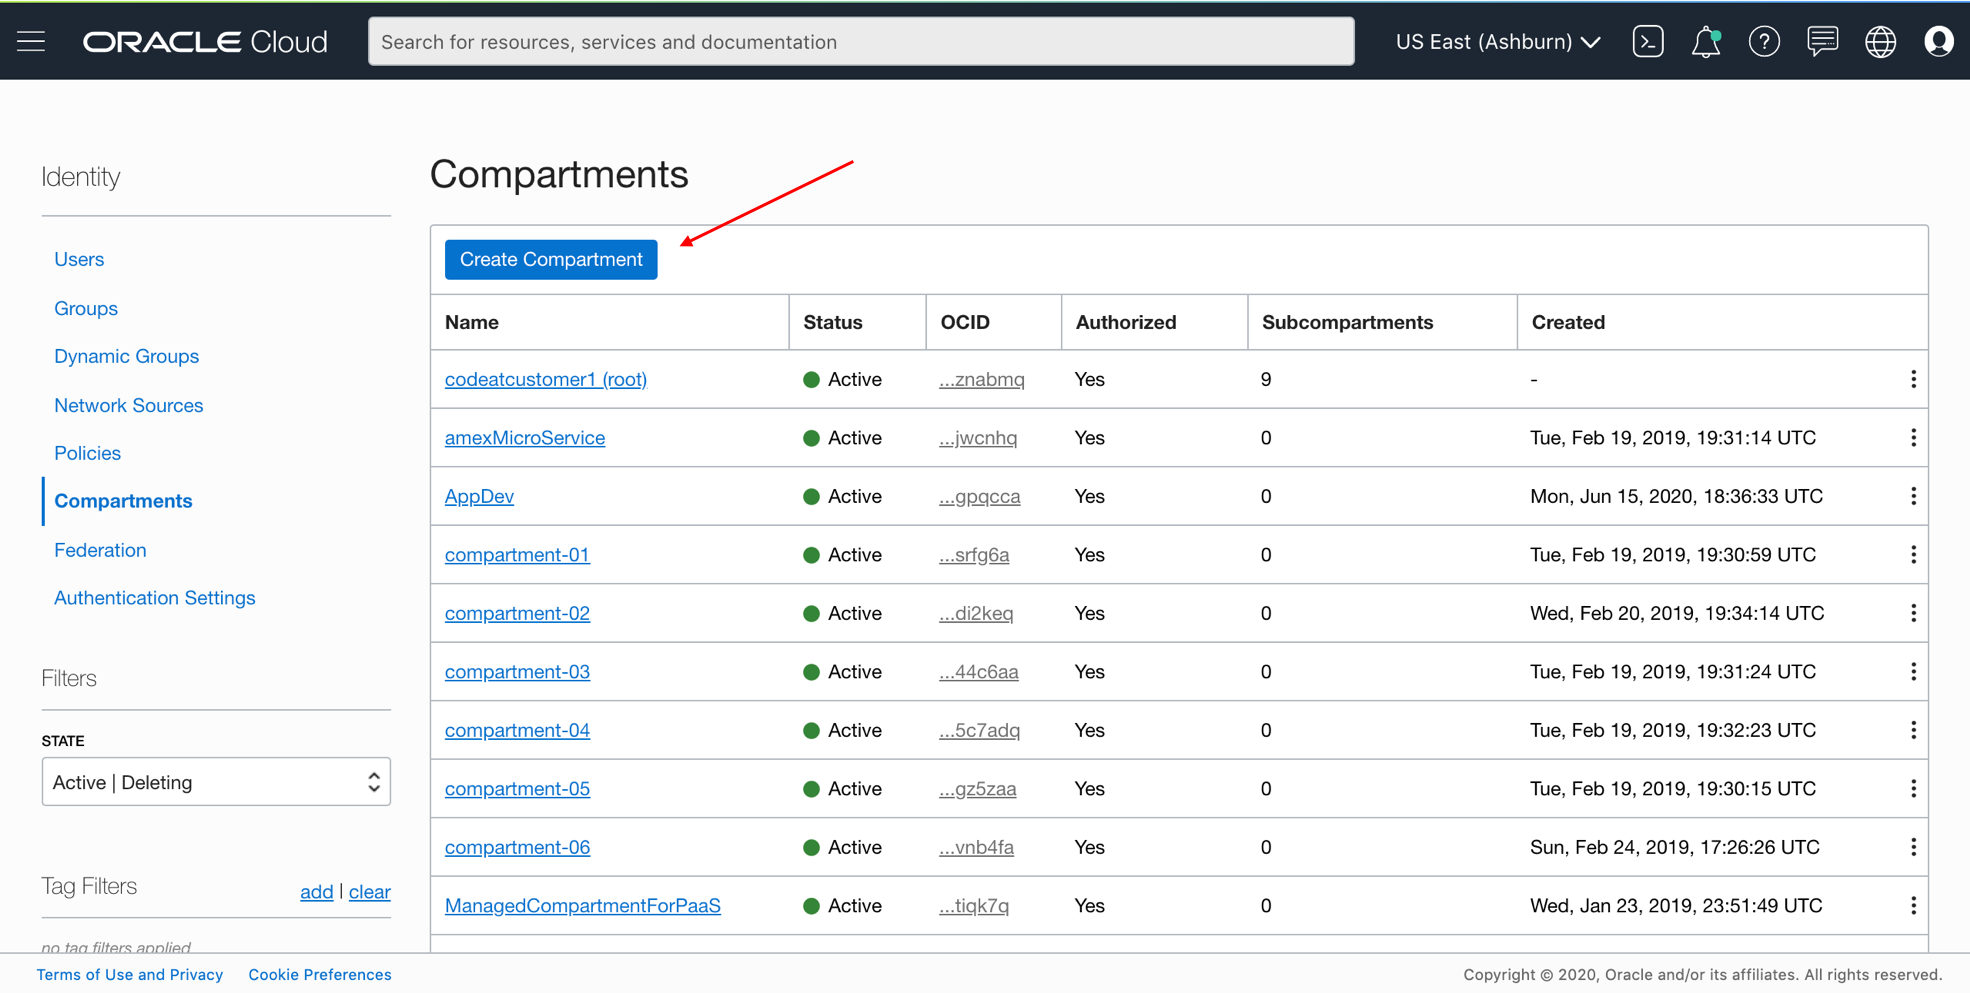 ORACLE Cloud
Search for resources, services and documentation
US East (Ashburn)
Identity
Users
Groups
Dynamic Groups
Network Sources
Policies
Compartments
Federation
Authentication Settings
Filters
STATE
Active | Deleting
Tag Filters
add | clear
no tag filters applied
Compartments
Create Compartment
Name Status OCID Authorized Subcompartments Created
codeatcustomer1 (root) Active ...znabmq Yes 9 -
amexMicroService Active ...jwcnhq Yes 0 Tue, Feb 19, 2019, 19:31:14 UTC
AppDev Active ...gpqcca Yes 0 Mon, Jun 15, 2020, 18:36:33 UTC
compartment-01 Active ...srfg6a Yes 0 Tue, Feb 19, 2019, 19:30:59 UTC
compartment-02 Active ...di2keq Yes 0 Wed, Feb 20, 2019, 19:34:14 UTC
compartment-03 Active ...44c6aa Yes 0 Tue, Feb 19, 2019, 19:31:24 UTC
compartment-04 Active ...5c7adq Yes 0 Tue, Feb 19, 2019, 19:32:23 UTC
compartment-05 Active ...gz5zaa Yes 0 Tue, Feb 19, 2019, 19:30:15 UTC
compartment-06 Active ...vnb4fa Yes 0 Sun, Feb 24, 2019, 17:26:26 UTC
ManagedCompartmentForPaaS Active ...tiqk7q Yes 0 Wed, Jan 23, 2019, 23:51:49 UTC
Terms of Use and Privacy Cookie Preferences
Copyright © 2020, Oracle and/or its affiliates. All rights reserved.